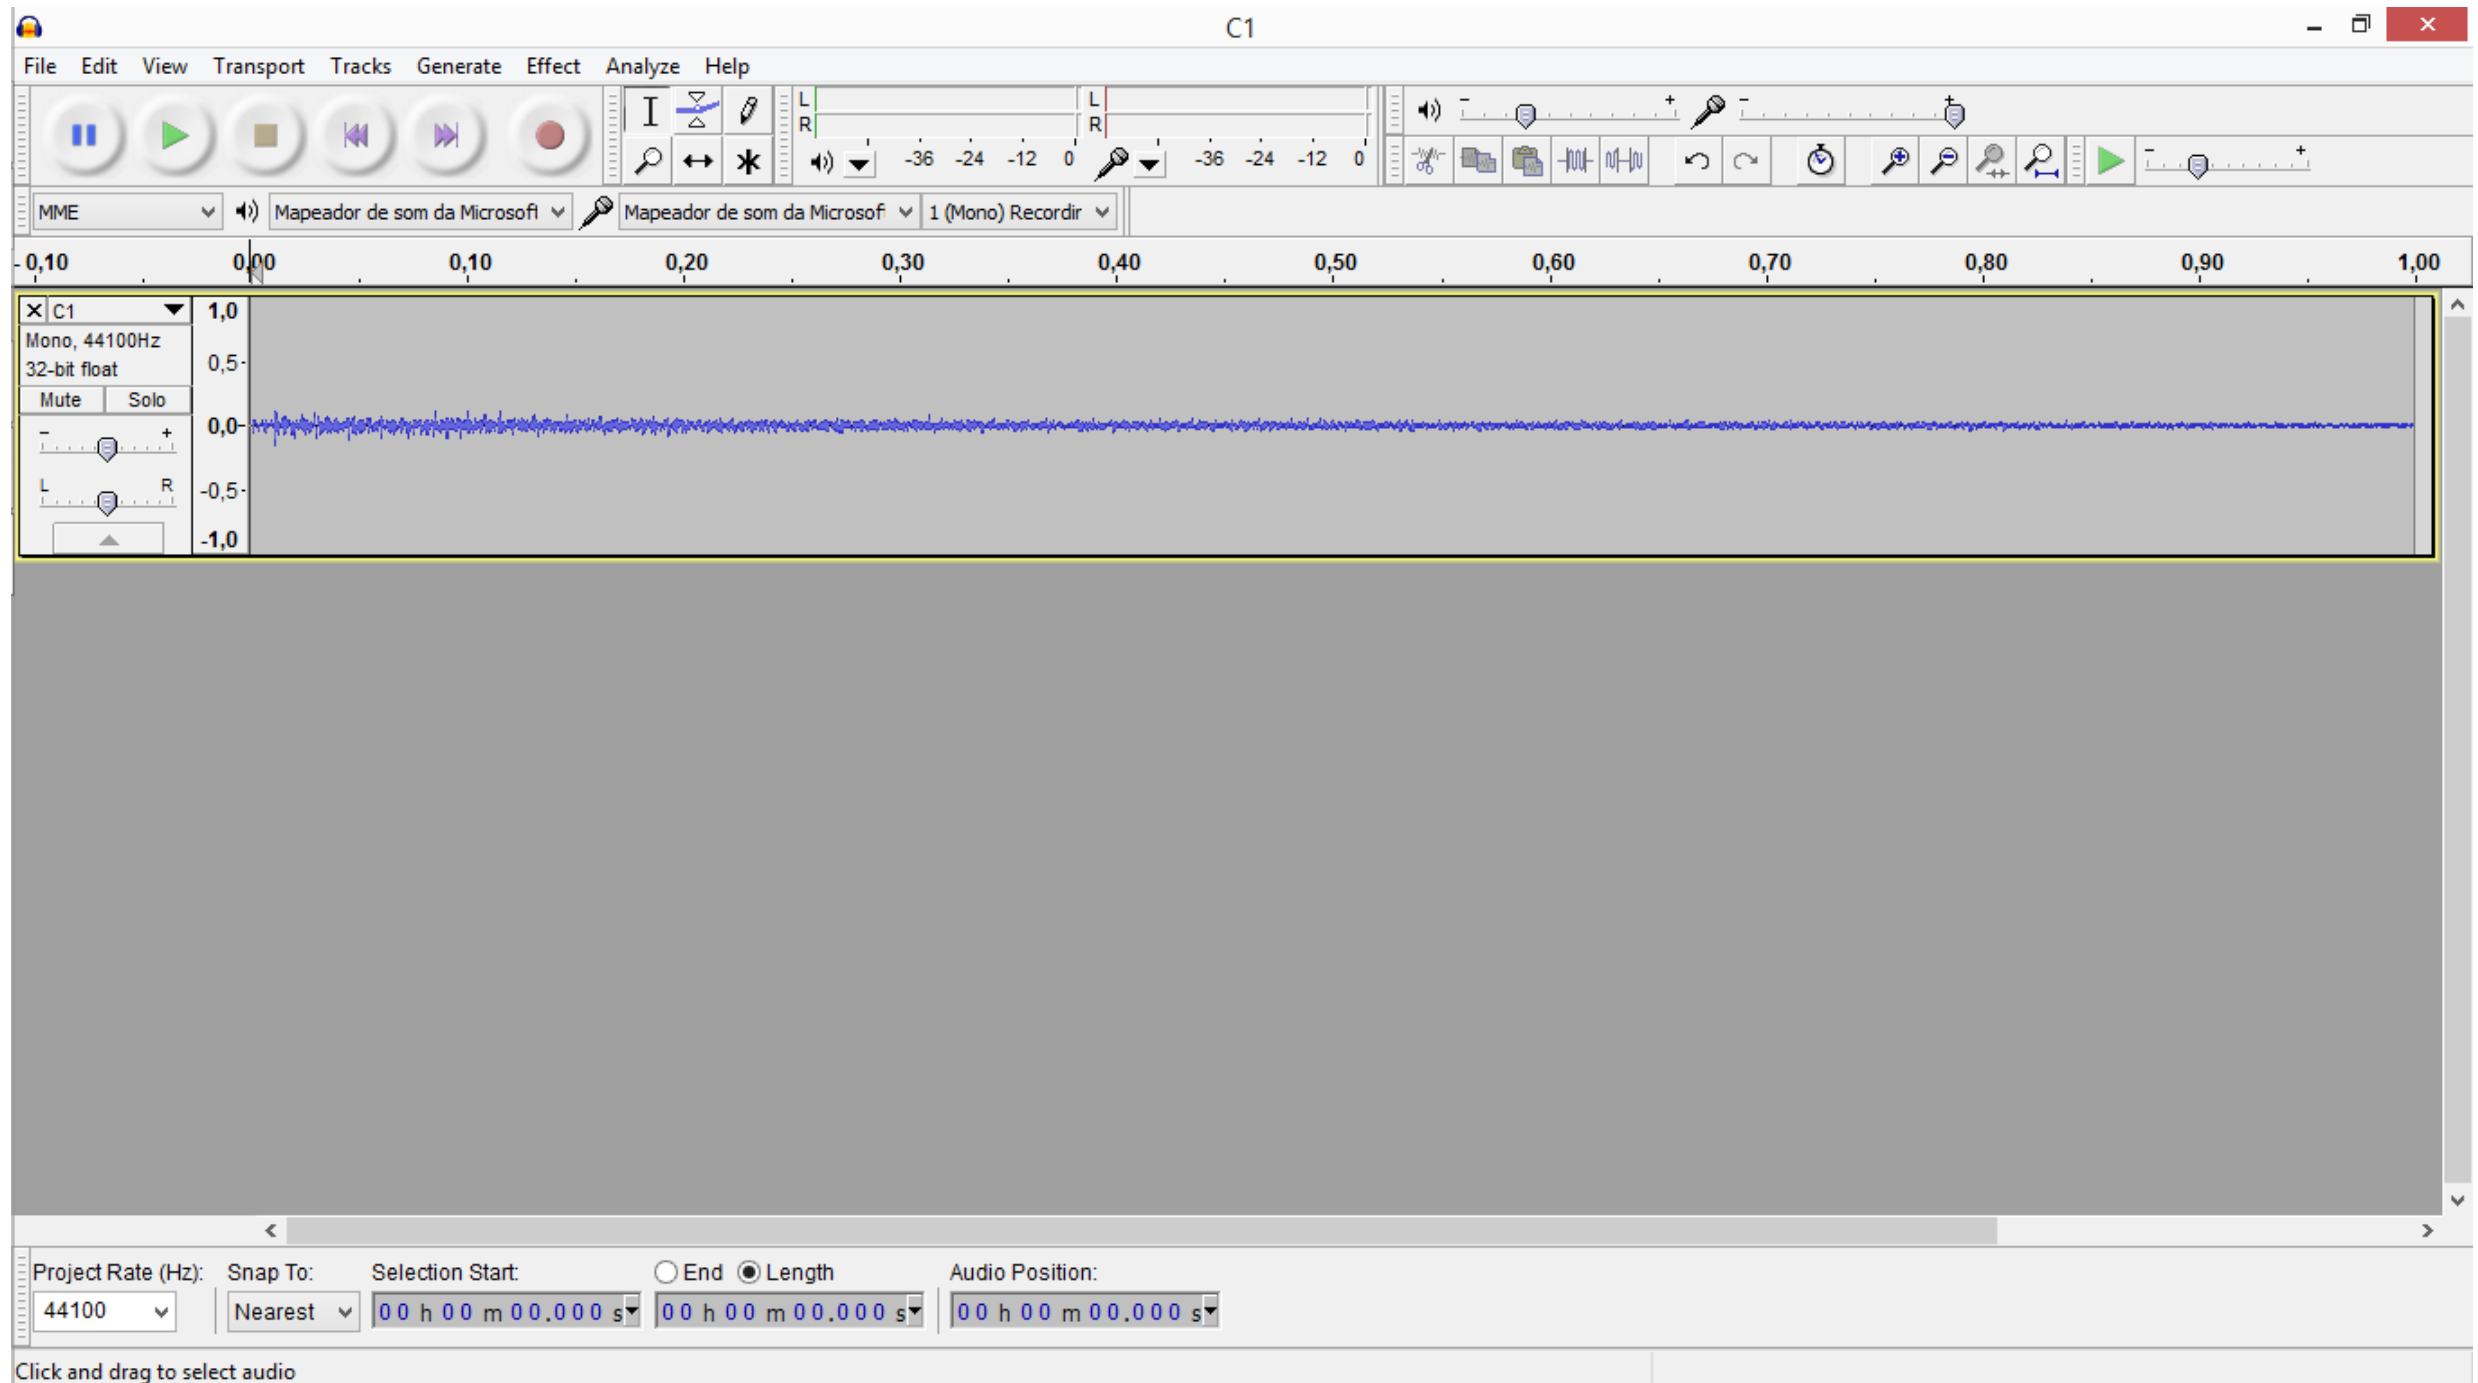 C1
File Edit View Transport Tracks Generate Effect Analyze Help
L
R
-36 -24 -12 0
L
R
-36 -24 -12 0
- +
- +
- +
MME
Mapeador de som da Microsoft
Mapeador de som da Microsof
1 (Mono) Recordir
- 0,10 0,00 0,10 0,20 0,30 0,40 0,50 0,60 0,70 0,80 0,90 1,00
C1
Mono, 44100Hz
32-bit float
Mute Solo
- +
L R
1,0
0,5-
0,0-
-0,5-
-1,0
Project Rate (Hz): Snap To: Selection Start: End Length Audio Position:
44100 Nearest 00 h 00 m 00.000 s 00 h 00 m 00.000 s 00 h 00 m 00.000 s
Click and drag to select audio